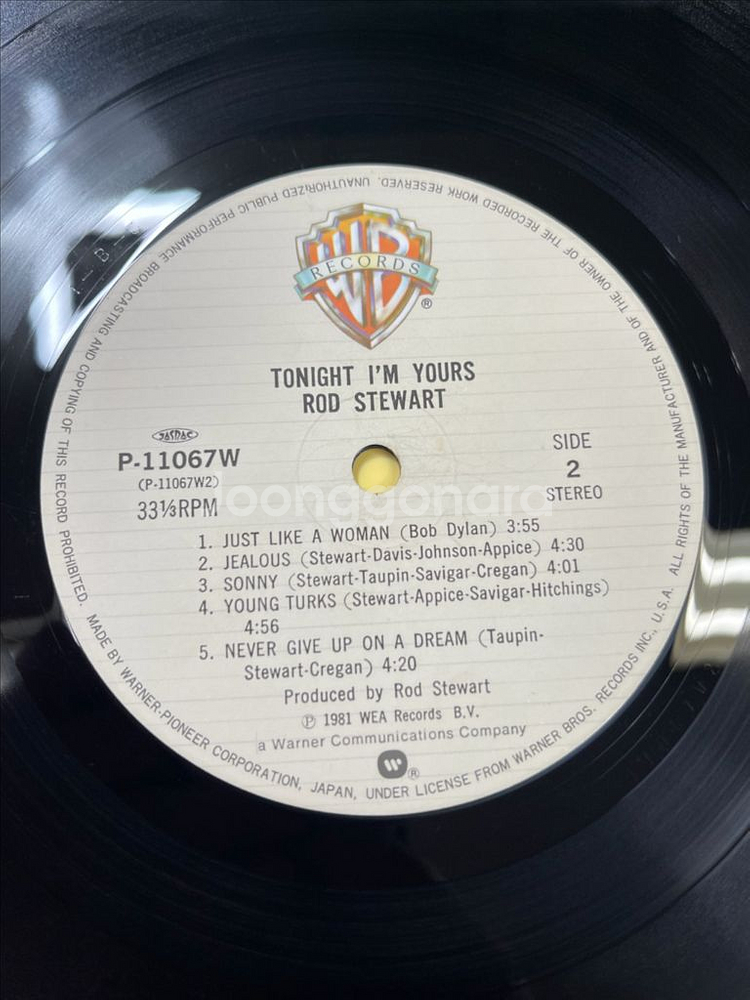 WB
RECORDS
®
TONIGHT I'M YOURS
ROD STEWART
JASRAC
P-11067W
(P-11067W2)
33⅓RPM
SIDE
2
STEREO
1. JUST LIKE A WOMAN (Bob Dylan) 3:55
2. JEALOUS (Stewart-Davis-Johnson-Appice) 4:30
3. SONNY (Stewart-Taupin-Savigar-Cregan) 4:01
4. YOUNG TURKS (Stewart-Appice-Savigar-Hitchings)
4:56
5. NEVER GIVE UP ON A DREAM (Taupin-
Stewart-Cregan) 4:20
Produced by Rod Stewart
℗ 1981 WEA Records B.V.
a Warner Communications Company
®
MADE BY WARNER-PIONEER CORPORATION, JAPAN, UNDER LICENSE FROM WARNER BROS. RECORDS INC., U.S.A. ALL RIGHTS OF THE MANUFACTURER AND OF THE OWNER OF THE RECORDED WORK RESERVED. UNAUTHORIZED PUBLIC PERFORMANCE BROADCASTING AND COPYING OF THIS RECORD PROHIBITED.
joonggonara